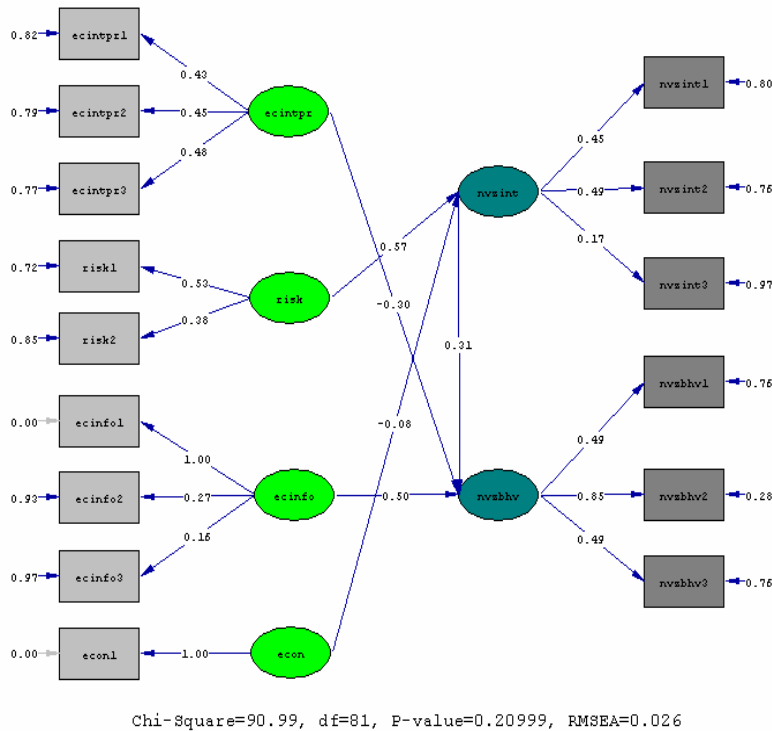 0.82 ecintpr1
0.43
0.79 ecintpr2
0.45
0.77 ecintpr3
0.48
ecintpr
0.72 risk1
0.53
0.85 risk2
0.38
risk
0.00 ecinfo1
1.00
0.93 ecinfo2
0.27
0.97 ecinfo3
0.16
ecinfo
0.00 econ1
1.00
econ
0.57
-0.30
0.31
-0.08
0.50
nvsint
nvsbhv
0.45
nvsint1 0.80
0.49
nvsint2 0.76
0.17
nvsint3 0.97
0.49
nvsbhv1 0.76
0.85
nvsbhv2 0.28
0.49
nvsbhv3 0.76
Chi-Square=90.99, df=81, P-value=0.20999, RMSEA=0.026